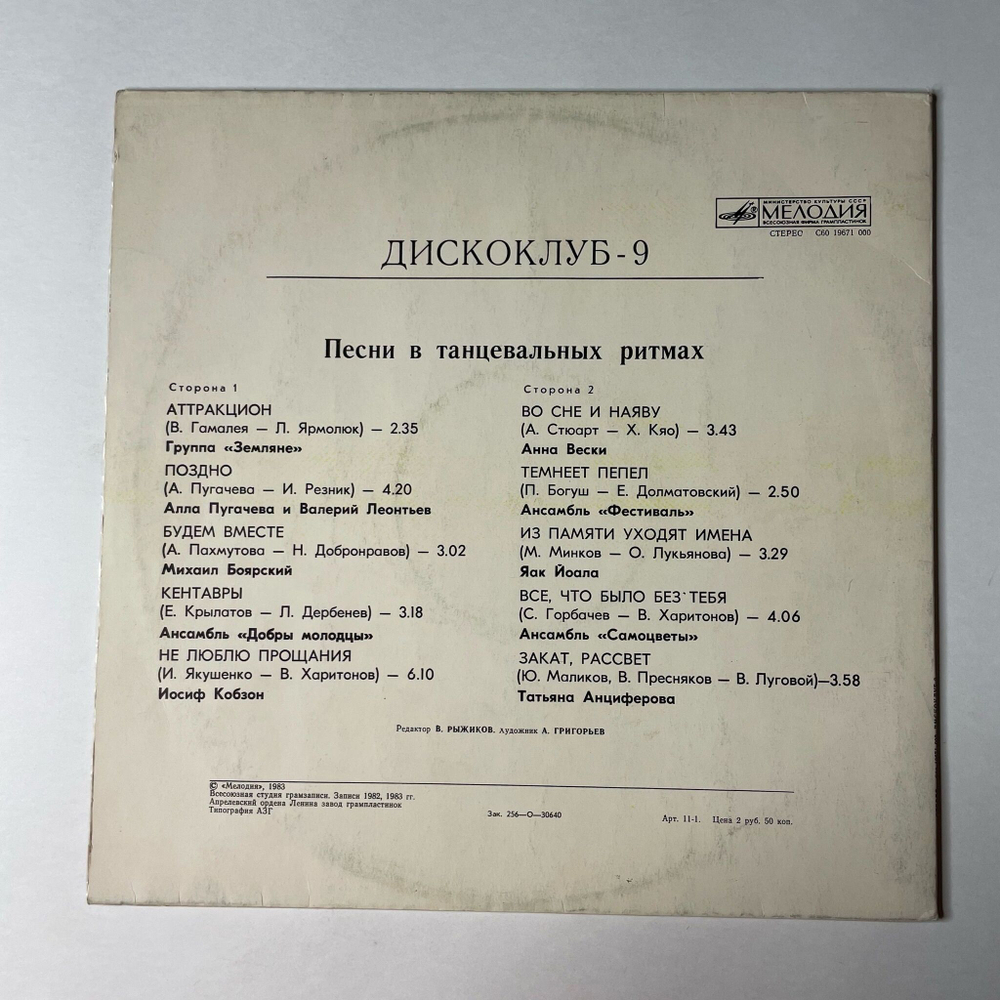 МИНИСТЕРСТВО КУЛЬТУРЫ СССР
МЕЛОДИЯ
ВСЕСОЮЗНАЯ ФИРМА ГРАМПЛАСТИНОК
СТЕРЕО С60 19671 000
ДИСКОКЛУБ-9
Песни в танцевальных ритмах
Сторона 1
АТТРАКЦИОН
(В. Гамалея — Л. Ярмолюк) — 2.35
Группа «Земляне»
ПОЗДНО
(А. Пугачева — И. Резник) — 4.20
Алла Пугачева и Валерий Леонтьев
БУДЕМ ВМЕСТЕ
(А. Пахмутова — Н. Добронравов) — 3.02
Михаил Боярский
КЕНТАВРЫ
(Е. Крылатов — Л. Дербенев) — 3.18
Ансамбль «Добры молодцы»
НЕ ЛЮБЛЮ ПРОЩАНИЯ
(И. Якушенко — В. Харитонов) — 6.10
Иосиф Кобзон
Сторона 2
ВО СНЕ И НАЯВУ
(А. Стюарт — Х. Кяо) — 3.43
Анна Вески
ТЕМНЕЕТ ПЕПЕЛ
(П. Богуш — Е. Долматовский) — 2.50
Ансамбль «Фестиваль»
ИЗ ПАМЯТИ УХОДЯТ ИМЕНА
(М. Минков — О. Лукьянова) — 3.29
Яак Йоала
ВСЕ, ЧТО БЫЛО БЕЗ ТЕБЯ
(С. Горбачев — В. Харитонов) — 4.06
Ансамбль «Самоцветы»
ЗАКАТ, РАССВЕТ
(Ю. Маликов, В. Пресняков — В. Луговой)—3.58
Татьяна Анциферова
Редактор В. РЫЖИКОВ. Художник А. ГРИГОРЬЕВ
© «Мелодия», 1983
Всесоюзная студия грамзаписи. Записи 1982, 1983 гг.
Апрелевский ордена Ленина завод грампластинок
Типография АЗГ
Зак. 256—О—30640
Арт. 11-1. Цена 2 руб. 50 коп.